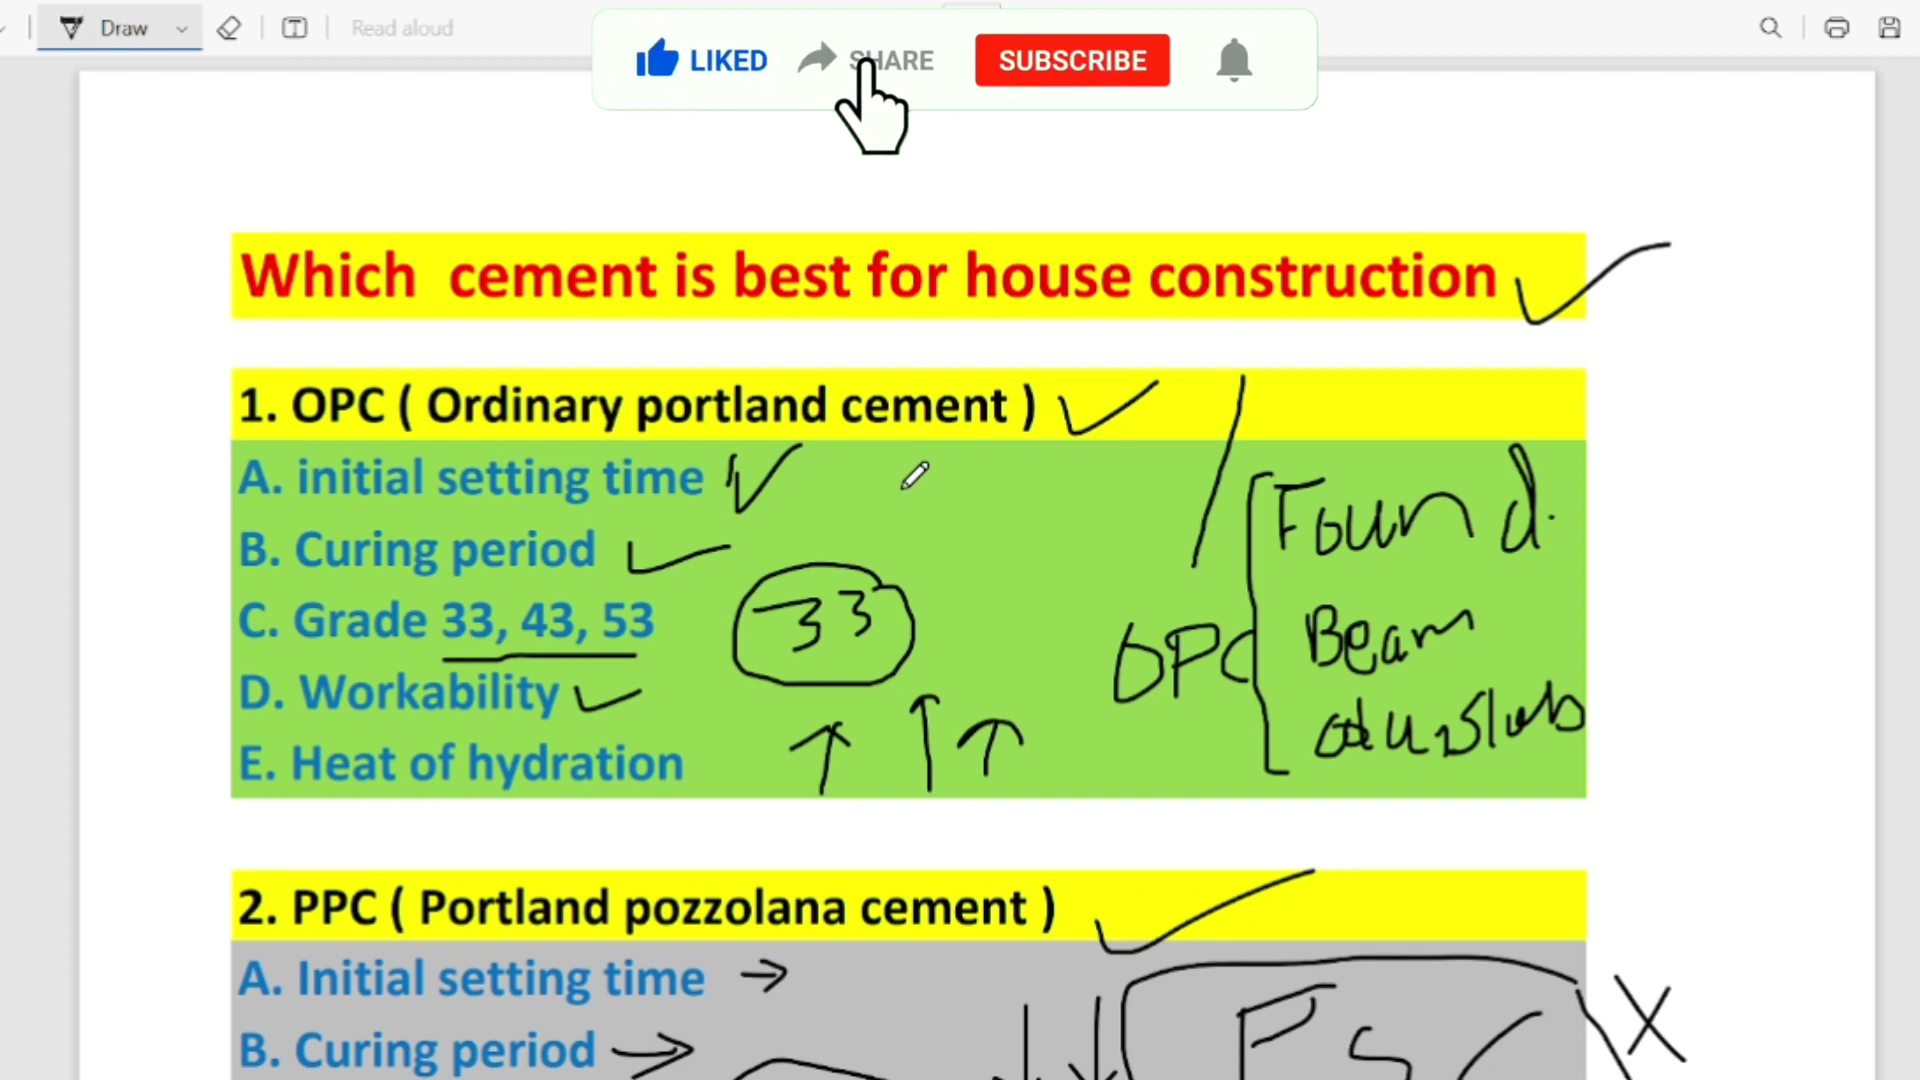 Draw Read aloud
LIKED SHARE SUBSCRIBE
Which cement is best for house construction
1. OPC ( Ordinary portland cement )
A. initial setting time
Found.
B. Curing period
C. Grade 33, 43, 53
33
OPC
Beam
D. Workability
Slab
E. Heat of hydration
2. PPC ( Portland pozzolana cement )
A. Initial setting time
X
B. Curing period